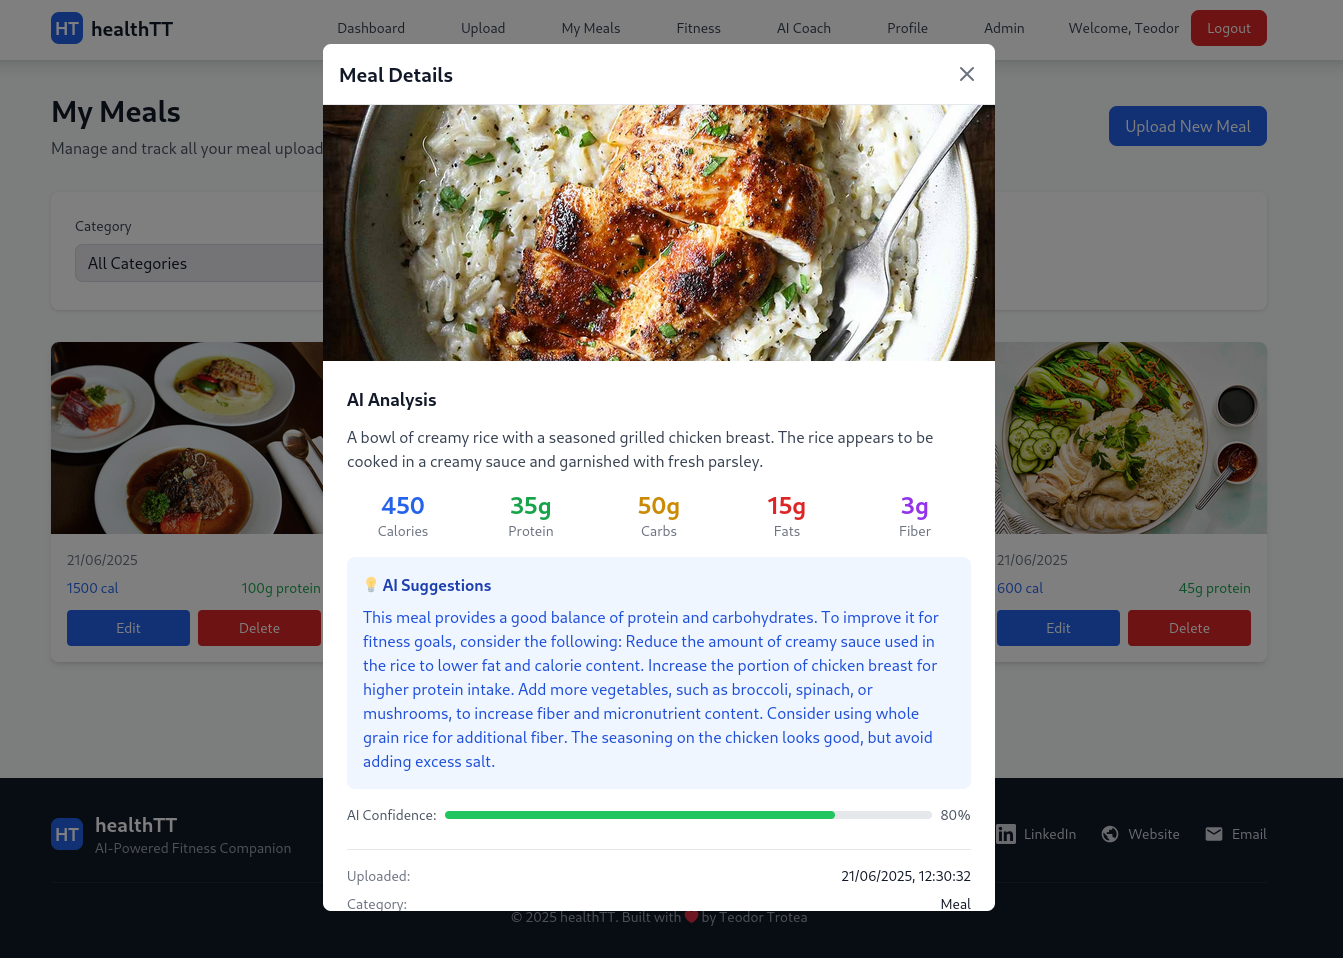 HT healthTT
Dashboard Upload My Meals Fitness AI Coach Profile Admin Welcome, Teodor Logout
Meal Details
My Meals
Manage and track all your meal upload
Upload New Meal
Category
All Categories
AI Analysis
A bowl of creamy rice with a seasoned grilled chicken breast. The rice appears to be
cooked in a creamy sauce and garnished with fresh parsley.
450 35g 50g 15g 3g
Calories Protein Carbs Fats Fiber
21/06/2025
1500 cal 100g protein
Edit Delete
21/06/2025
600 cal 45g protein
Edit Delete
AI Suggestions
This meal provides a good balance of protein and carbohydrates. To improve it for
fitness goals, consider the following: Reduce the amount of creamy sauce used in
the rice to lower fat and calorie content. Increase the portion of chicken breast for
higher protein intake. Add more vegetables, such as broccoli, spinach, or
mushrooms, to increase fiber and micronutrient content. Consider using whole
grain rice for additional fiber. The seasoning on the chicken looks good, but avoid
adding excess salt.
AI Confidence: 80%
Uploaded: 21/06/2025, 12:30:32
Category: Meal
HT healthTT
AI-Powered Fitness Companion
LinkedIn Website Email
© 2025 healthTT. Built with ❤️ by Teodor Trotea